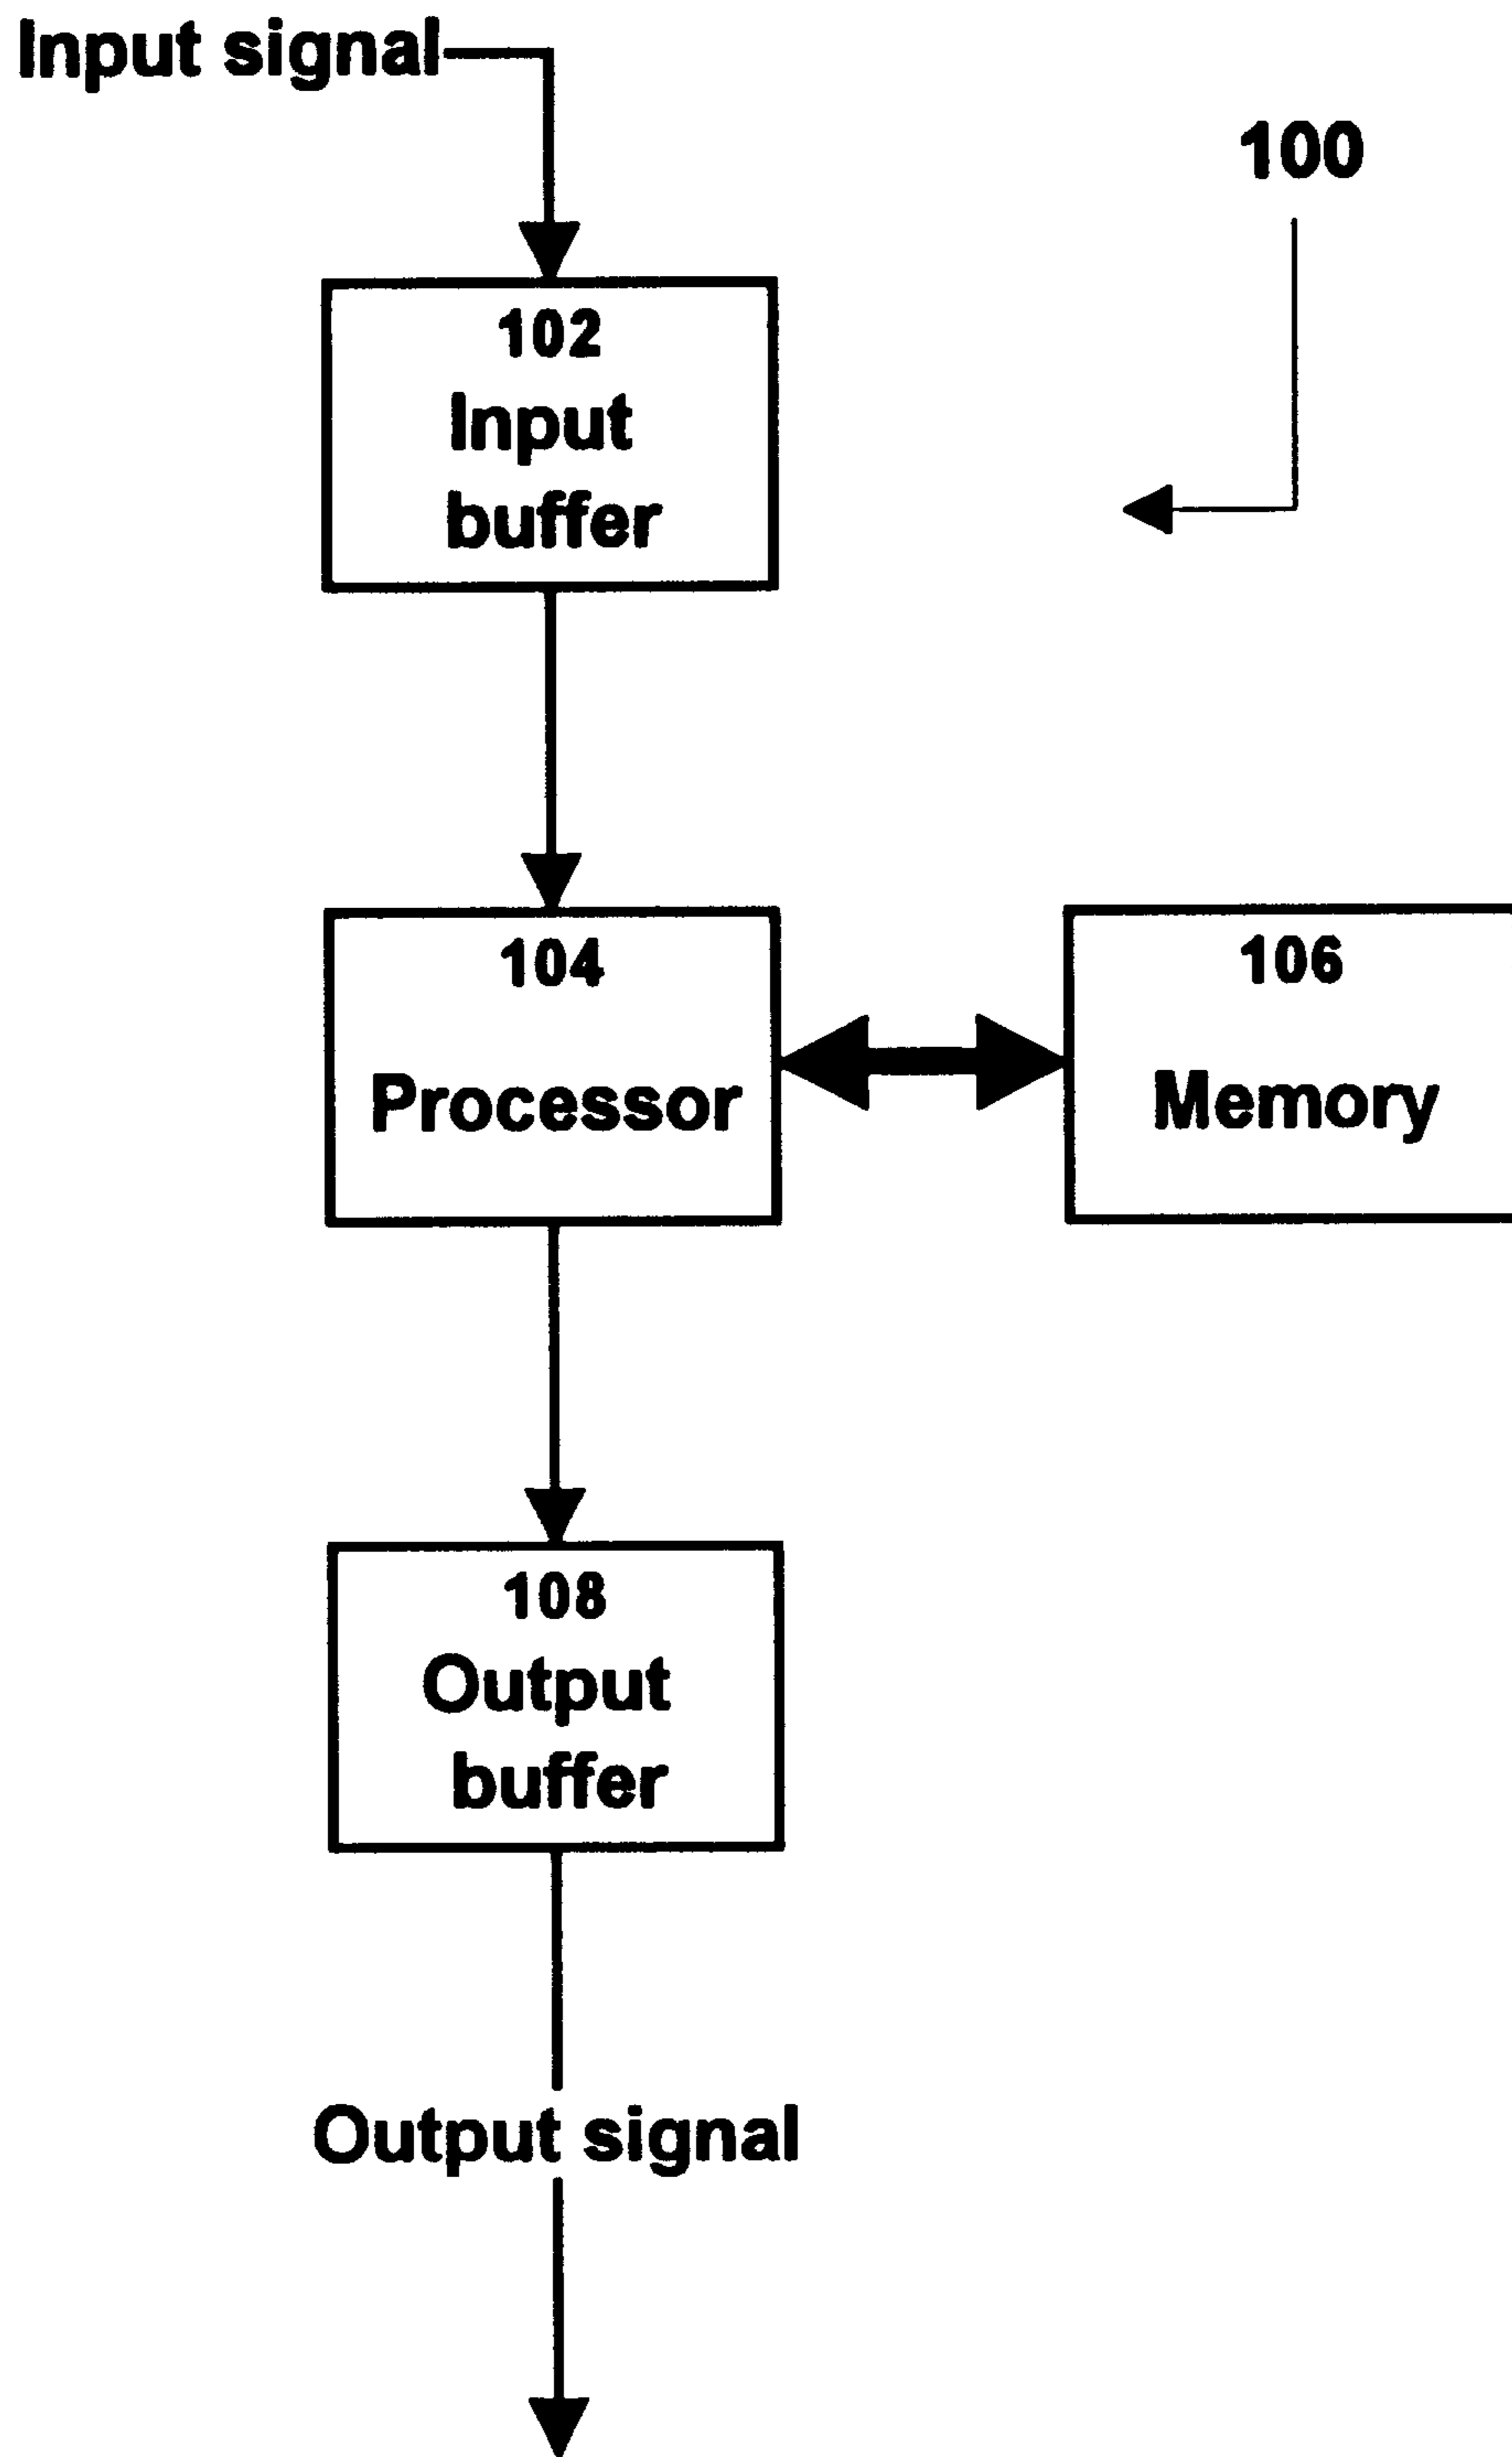 Input signal
100
102
Input
buffer
104
Processor
106
Memory
108
Output
buffer
Output signal